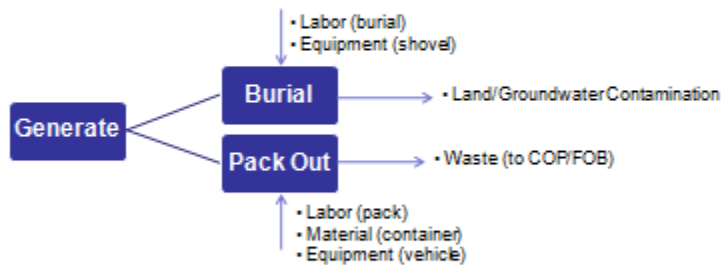 • Labor (burial)
• Equipment (shovel)
Burial
• Land/Groundwater Contamination
Generate
Pack Out
• Waste (to COP/FOB)
• Labor (pack)
• Material (container)
• Equipment (vehicle)